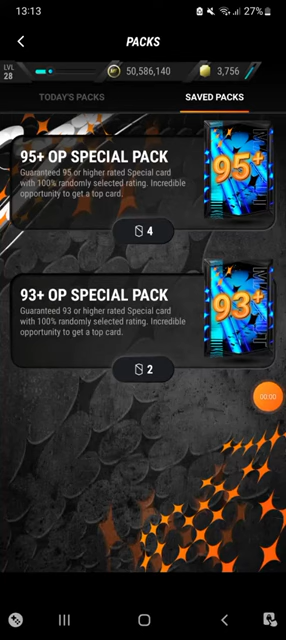 13:13
27%
PACKS
LVL
28
50,586,140
3,756
TODAY'S PACKS
SAVED PACKS
95+ OP SPECIAL PACK
Guaranteed 95 or higher rated Special card
with 100% randomly selected rating. Incredible
opportunity to get a top card.
95+
4
93+ OP SPECIAL PACK
Guaranteed 93 or higher rated Special card
with 100% randomly selected rating. Incredible
opportunity to get a top card.
93+
2
00:00